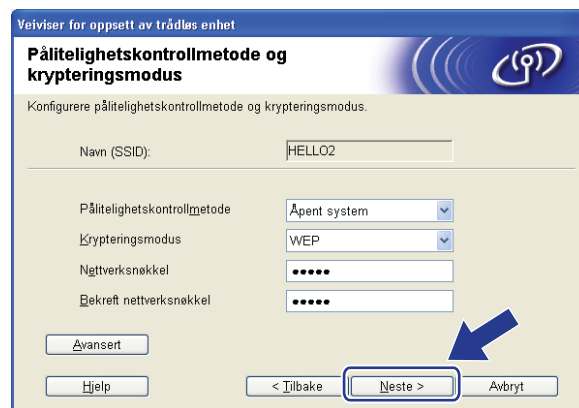 Veiviser for oppsett av trådløs enhet
Pålitelighetskontrollmetode og
krypteringsmodus
Konfigurere pålitelighetskontrollmetode og krypteringsmodus.
Navn (SSID): HELLO2
Pålitelighetskontrollmetode Åpent system
Krypteringsmodus WEP
Nettverksnøkkel •••••
Bekreft nettverksnøkkel •••••
Avansert
Hjelp < Tilbake Neste > Avbryt